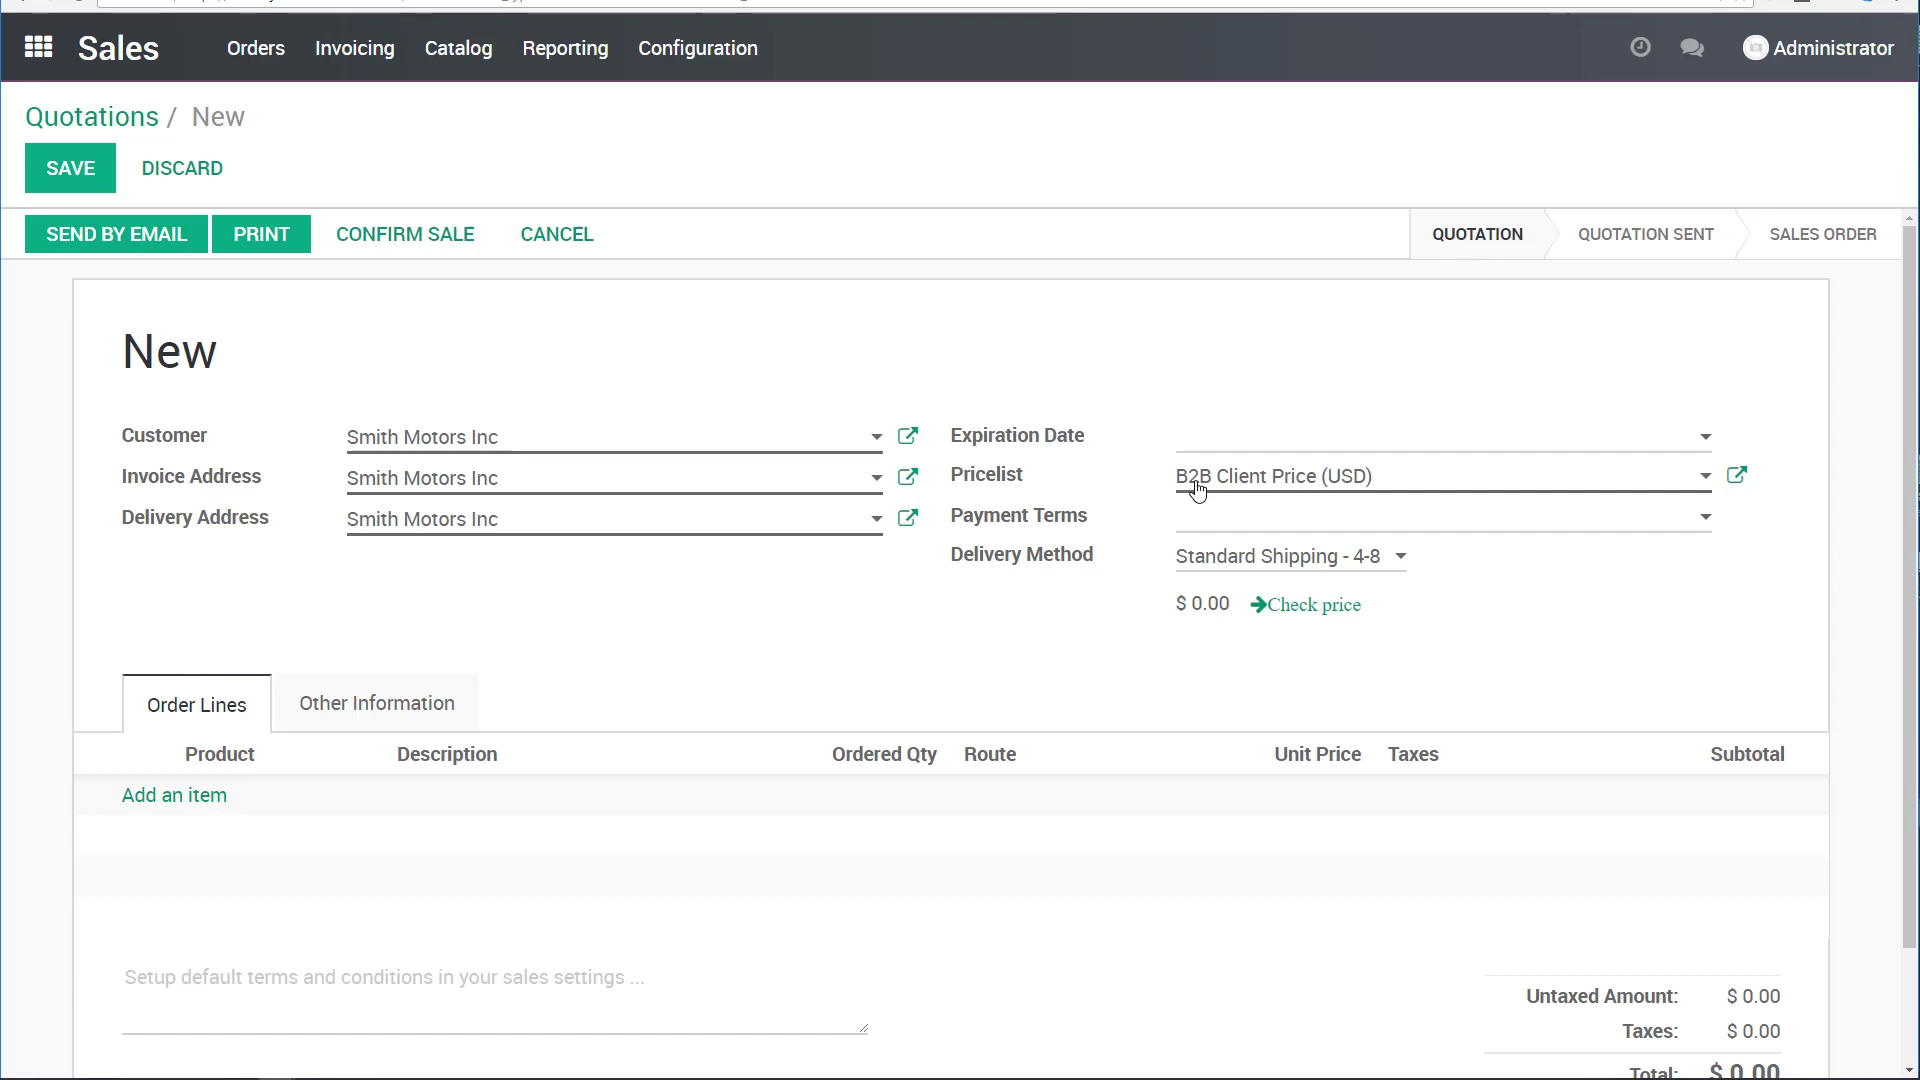 Sales Orders Invoicing Catalog Reporting Configuration Administrator
Quotations / New
SAVE DISCARD
SEND BY EMAIL PRINT CONFIRM SALE CANCEL QUOTATION QUOTATION SENT SALES ORDER
New
Customer Smith Motors Inc Expiration Date
Invoice Address Smith Motors Inc Pricelist B2B Client Price (USD)
Delivery Address Smith Motors Inc Payment Terms
Delivery Method Standard Shipping - 4-8
$ 0.00 Check price
Order Lines Other Information
Product Description Ordered Qty Route Unit Price Taxes Subtotal
Add an item
Setup default terms and conditions in your sales settings ...
Untaxed Amount: $ 0.00
Taxes: $ 0.00
Total: $ 0.00